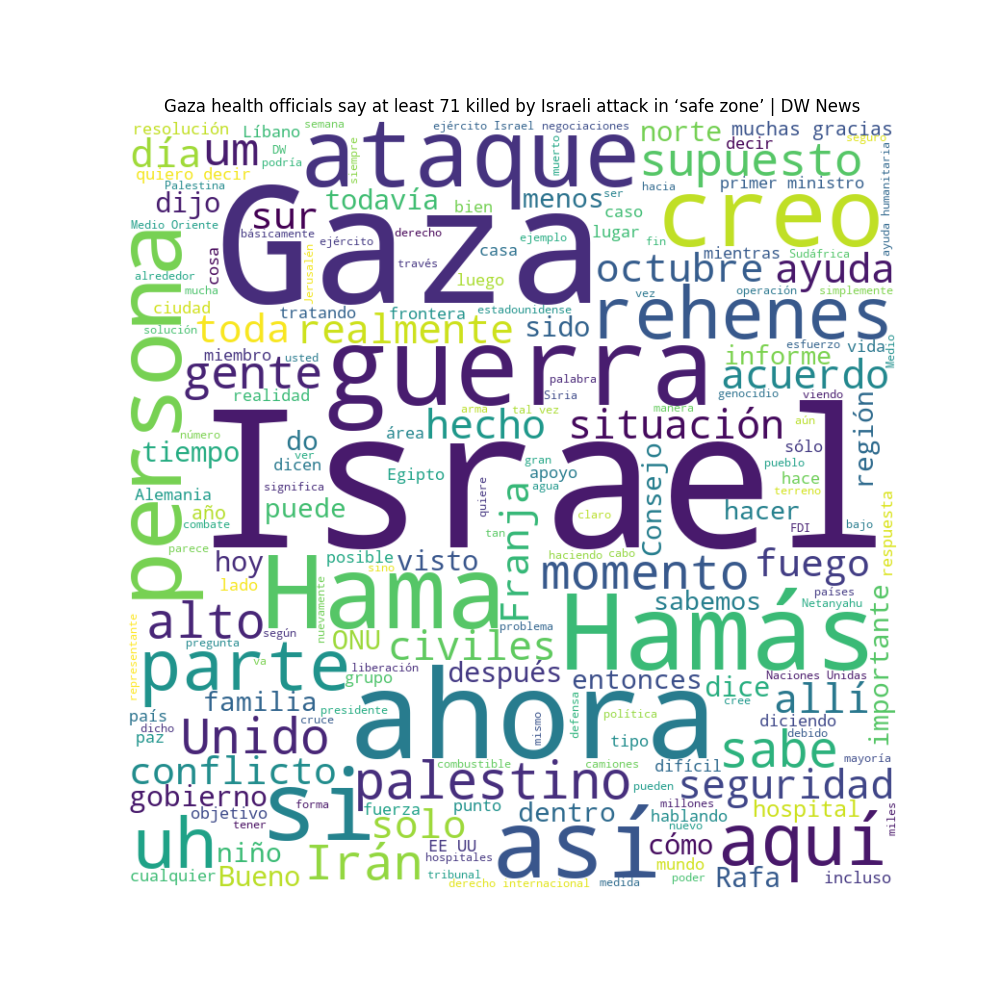 Gaza health officials say at least 71 killed by Israeli attack in ‘safe zone’ | DW News
resolución
Líbano
semana
ejército Israel negociaciones
norte
muchas gracias
día
um
DW
podría
siempre
ataque
muerto
supuesto
decir
seguro
quiero decir
Palestina
dijo
sur
todavía
bien
menos
ser
hacia
primer ministro
ayuda humanitaria
Medio Oriente
básicamente
ejército
derecho
Gaza
ejemplo
caso
lugar
creo
persona
cosa
Jerusalén
través
casa
fin
mientras
Sudáfrica
alrededor
mucha
luego
octubre
ayuda
ciudad
tratando
frontera
estadounidense
vez
operación
simplemente
solución
toda
realmente
sido
rehenes
miembro
usted
gente
guerra
informe
esfuerzo
vida
Medio
realidad
palabra
Siria
acuerdo
genocidio
viendo
arma
tal vez
manera
número
do
área
hecho
situación
aún
región
tiempo
ver
dicen
Israel
gran
Egipto
apoyo
agua
sólo
pueblo
hace
Alemania
significa
quiere
Consejo
terreno
año
puede
claro
hacer
combate
tan
FDI
bajo
respuesta
parece
hoy
posible
visto
Franja
haciendo
cabo
momento
fuego
lado
sino
países
Hama
sabemos
Netanyahu
alto
nuevamente
Hamás
importante
representante
según
ONU
civiles
problema
pregunta
va
parte
liberación
grupo
después
entonces
dice
Naciones Unidas
cree
allí
familia
país
dicho
paz
cruce
presidente
ahora
mismo
defensa
política
diciendo
debido
Unido
tipo
sabe
mayoría
conflicto
combustible
camiones
difícil
palestino
pueden
seguridad
gobierno
objetivo
tener
forma
si
fuerza
punto
dentro
millones
hablando
nuevo
hospital
miles
uh
solo
así
cómo
aquí
niño
EE UU
hospitales
mundo
cualquier
Bueno
Irán
tribunal
derecho internacional
medida
poder
Rafa
incluso